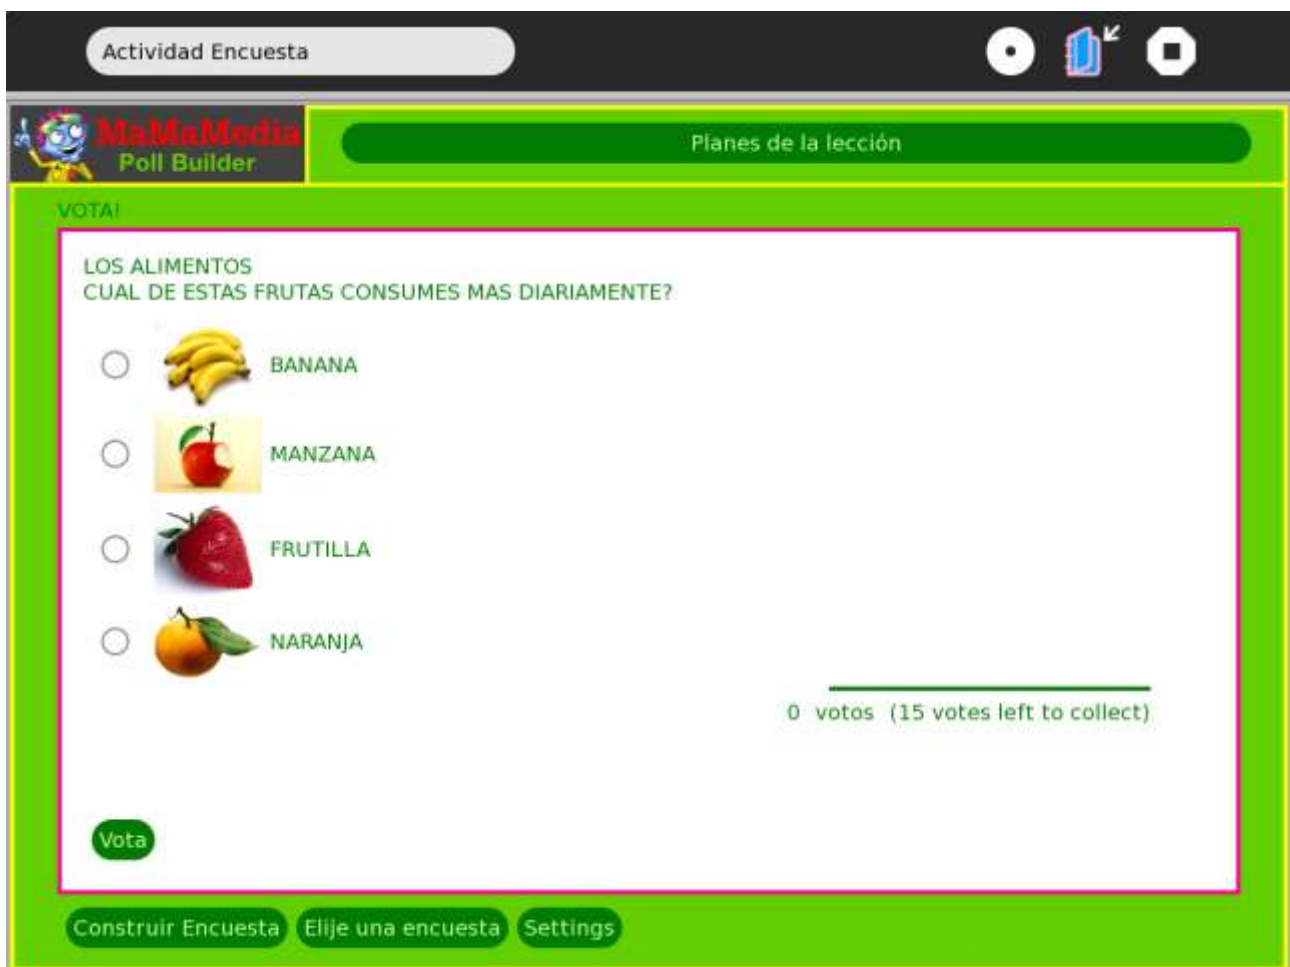 Actividad Encuesta
MaMaMedia
Poll Builder
Planes de la lección
VOTA!
LOS ALIMENTOS
CUAL DE ESTAS FRUTAS CONSUMES MAS DIARIAMENTE?
BANANA
MANZANA
FRUTILLA
NARANJA
0 votos (15 votes left to collect)
Vota
Construir Encuesta Elije una encuesta Settings